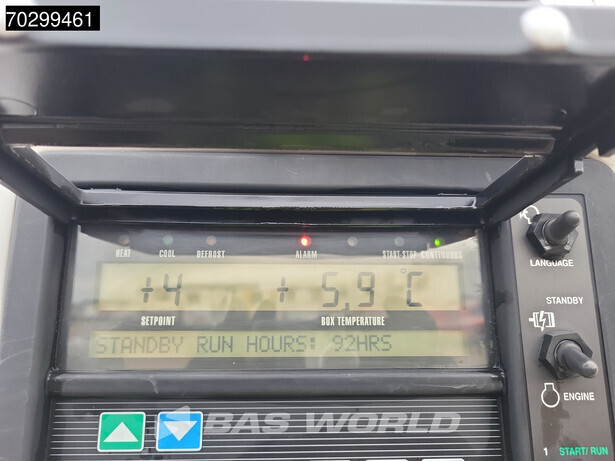 70299461
HEAT COOL DEFROST ALARM START-STOP CONTINUOUS
+4 + 5,9 °C
SETPOINT BOX TEMPERATURE
STANDBY RUN HOURS: 92HRS
LANGUAGE
STANDBY
ENGINE
1 START/RUN
BAS WORLD